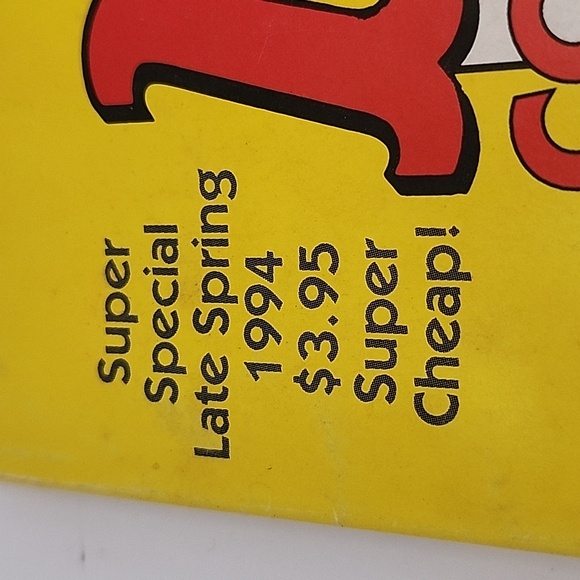 Super
Special
Late Spring
1994
$3.95
Super
Cheap!